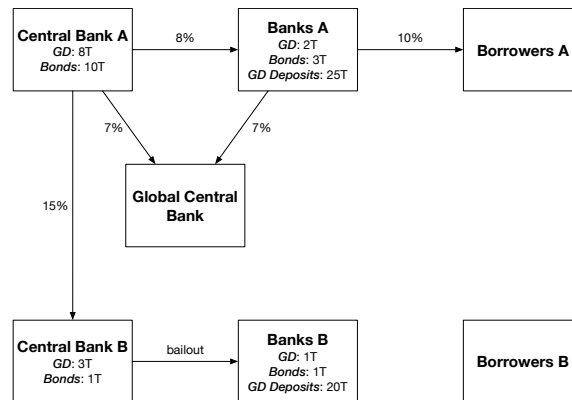 Central Bank A
GD: 8T
Bonds: 10T
8%
Banks A
GD: 2T
Bonds: 3T
GD Deposits: 25T
10%
Borrowers A
7%
7%
Global Central
Bank
15%
Central Bank B
GD: 3T
Bonds: 1T
bailout
Banks B
GD: 1T
Bonds: 1T
GD Deposits: 20T
Borrowers B